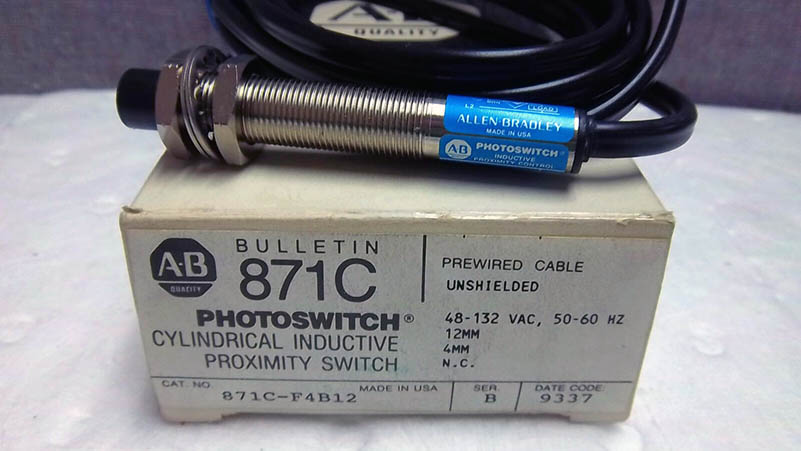 A-B
QUALITY
L2
LOAD
ALLEN-BRADLEY
MADE IN USA
AB PHOTOSWITCH®
INDUCTIVE
PROXIMITY CONTROL
A-B
QUALITY
BULLETIN
871C
PHOTOSWITCH®
CYLINDRICAL INDUCTIVE
PROXIMITY SWITCH
PREWIRED CABLE
UNSHIELDED
48-132 VAC, 50-60 HZ
12MM
4MM
N.C.
CAT. NO. MADE IN USA SER. DATE CODE:
871C-F4B12 B 9337